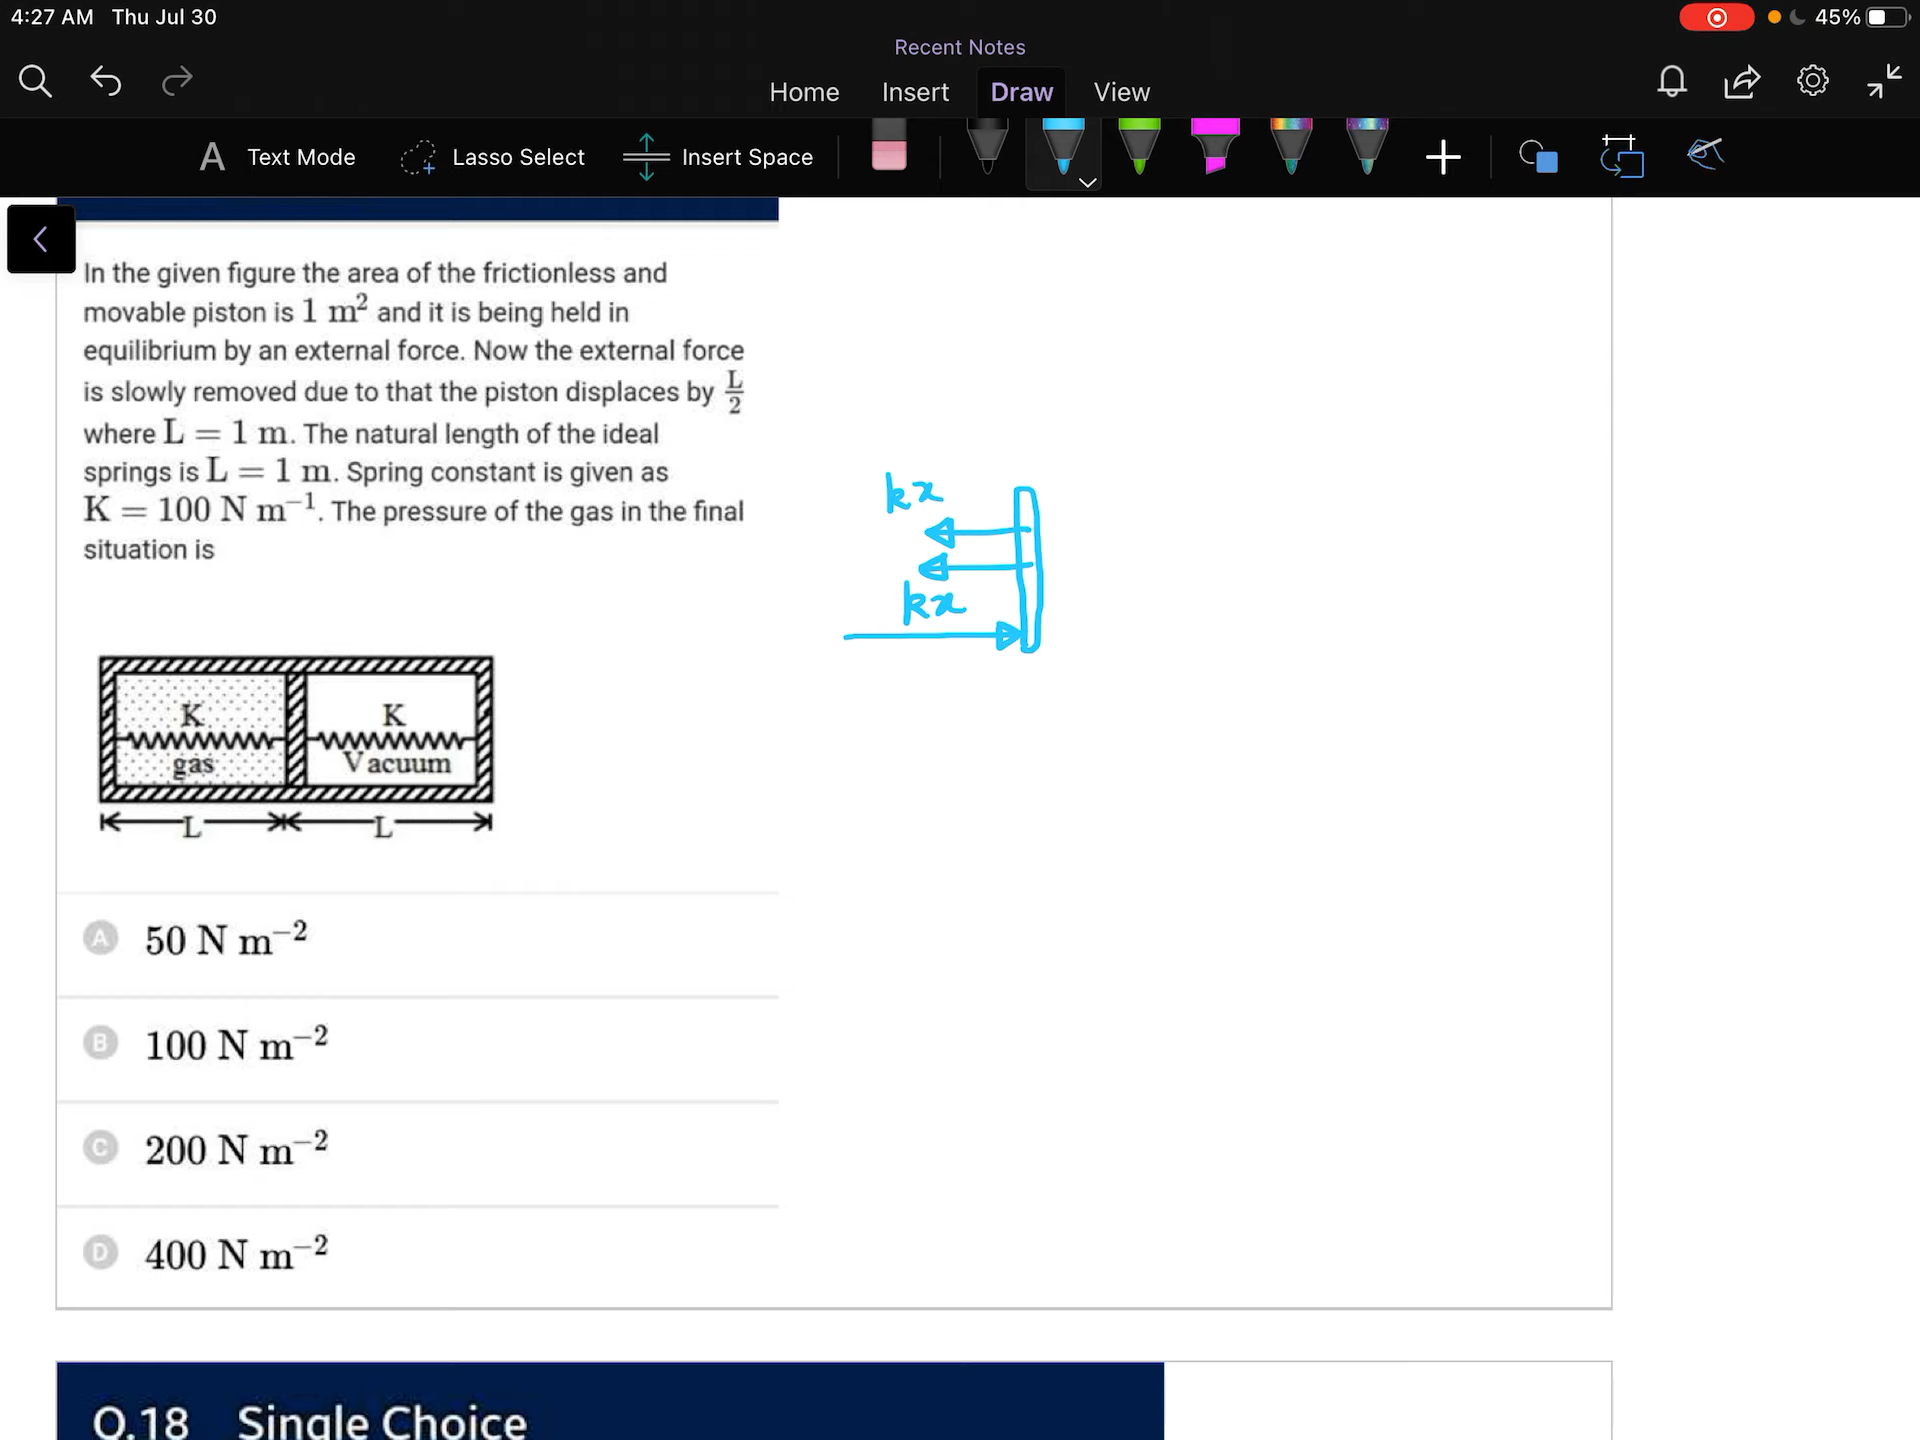 4:27 AM Thu Jul 30
45%
Recent Notes
Home Insert Draw View
Text Mode Lasso Select Insert Space
In the given figure the area of the frictionless and
movable piston is 1 m² and it is being held in
equilibrium by an external force. Now the external force
is slowly removed due to that the piston displaces by L/2
where L = 1 m. The natural length of the ideal
springs is L = 1 m. Spring constant is given as
K = 100 N m⁻¹. The pressure of the gas in the final
situation is
kx
kx
K K
gas Vacuum
L L
A 50 N m⁻²
B 100 N m⁻²
C 200 N m⁻²
D 400 N m⁻²
Q.18 Single Choice